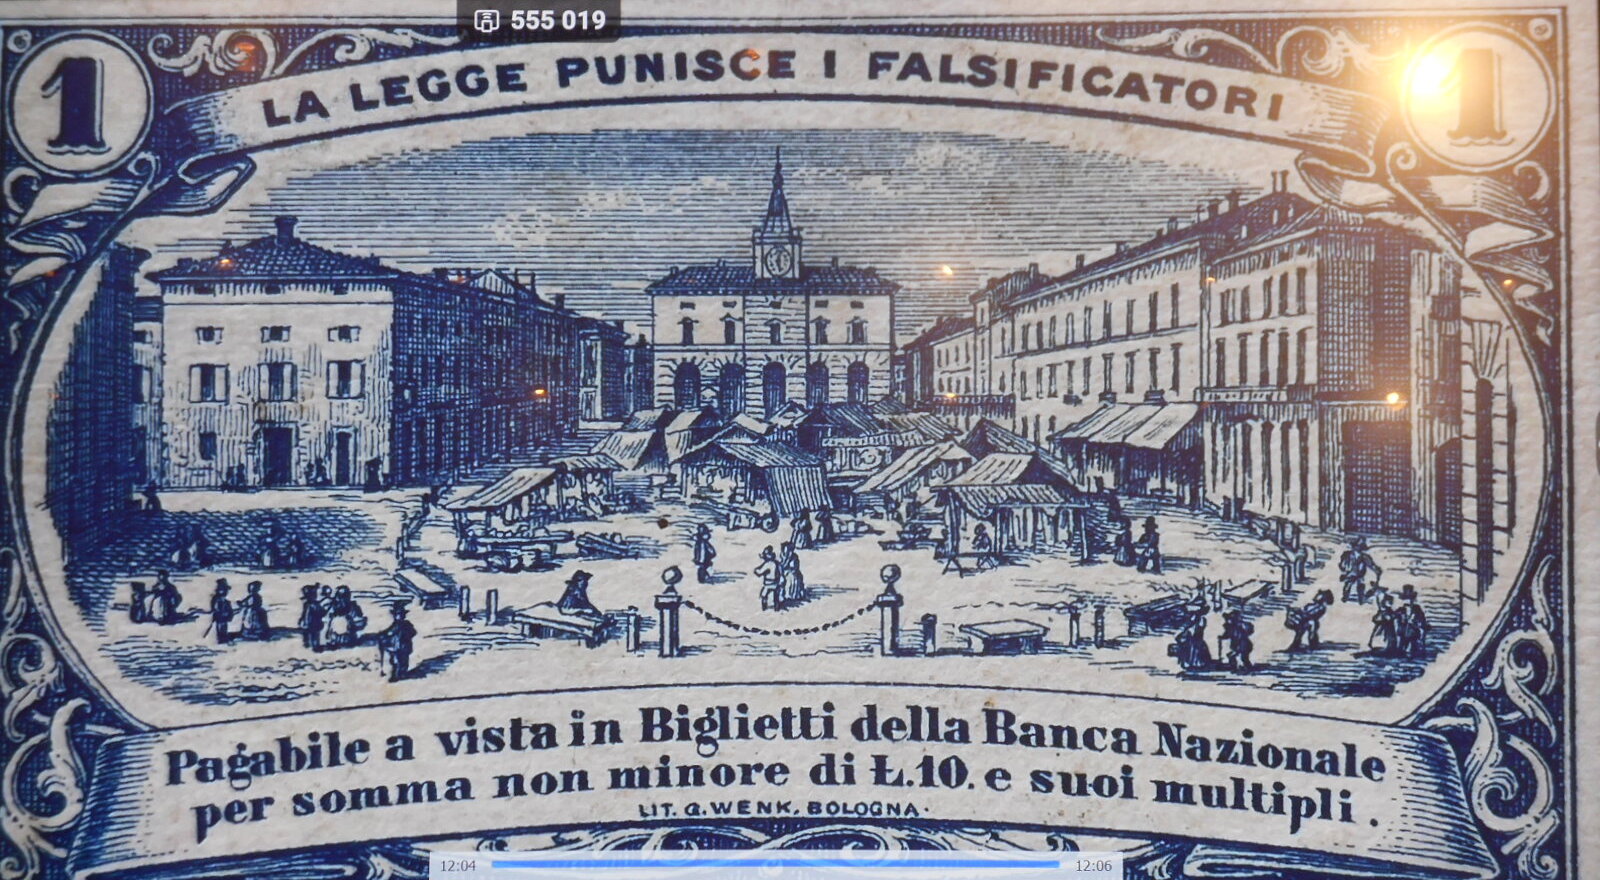 555 019
1
LA LEGGE PUNISCE I FALSIFICATORI
1
Pagabile a vista in Biglietti della Banca Nazionale
per somma non minore di Ł.10. e suoi multipli.
LIT. G. WENK. BOLOGNA.
12:04
12:06